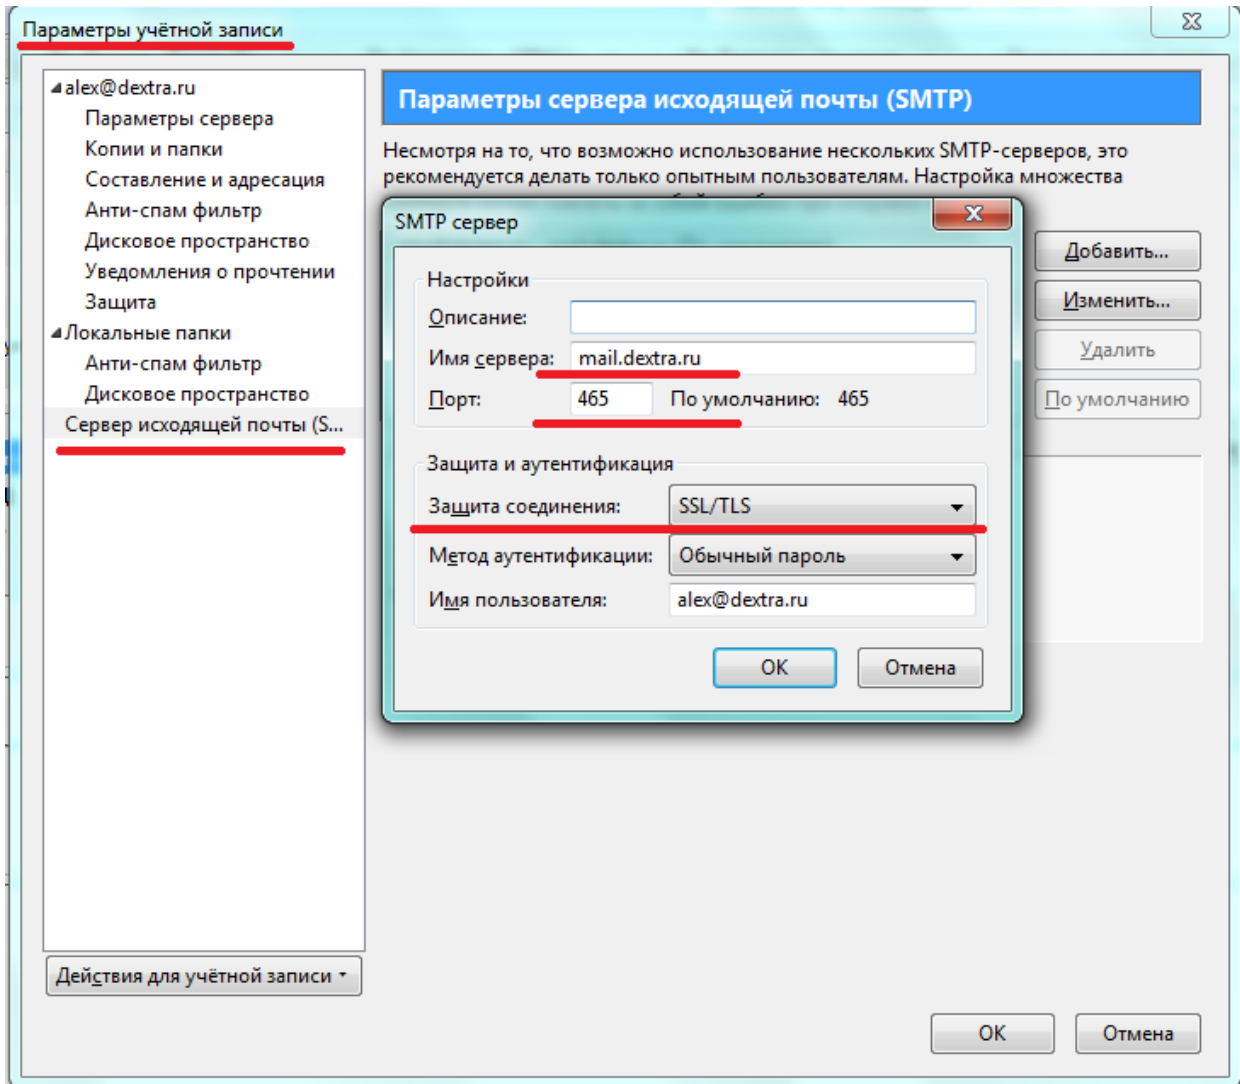 Параметры учётной записи
alex@dextra.ru
Параметры сервера
Копии и папки
Составление и адресация
Анти-спам фильтр
Дисковое пространство
Уведомления о прочтении
Защита
Локальные папки
Анти-спам фильтр
Дисковое пространство
Сервер исходящей почты (S...
Действия для учётной записи
Параметры сервера исходящей почты (SMTP)
Несмотря на то, что возможно использование нескольких SMTP-серверов, это
рекомендуется делать только опытным пользователям. Настройка множества
Добавить...
Изменить...
Удалить
По умолчанию
SMTP сервер
Настройки
Описание:
Имя сервера: mail.dextra.ru
Порт: 465 По умолчанию: 465
Защита и аутентификация
Защита соединения: SSL/TLS
Метод аутентификации: Обычный пароль
Имя пользователя: alex@dextra.ru
OK Отмена
OK Отмена